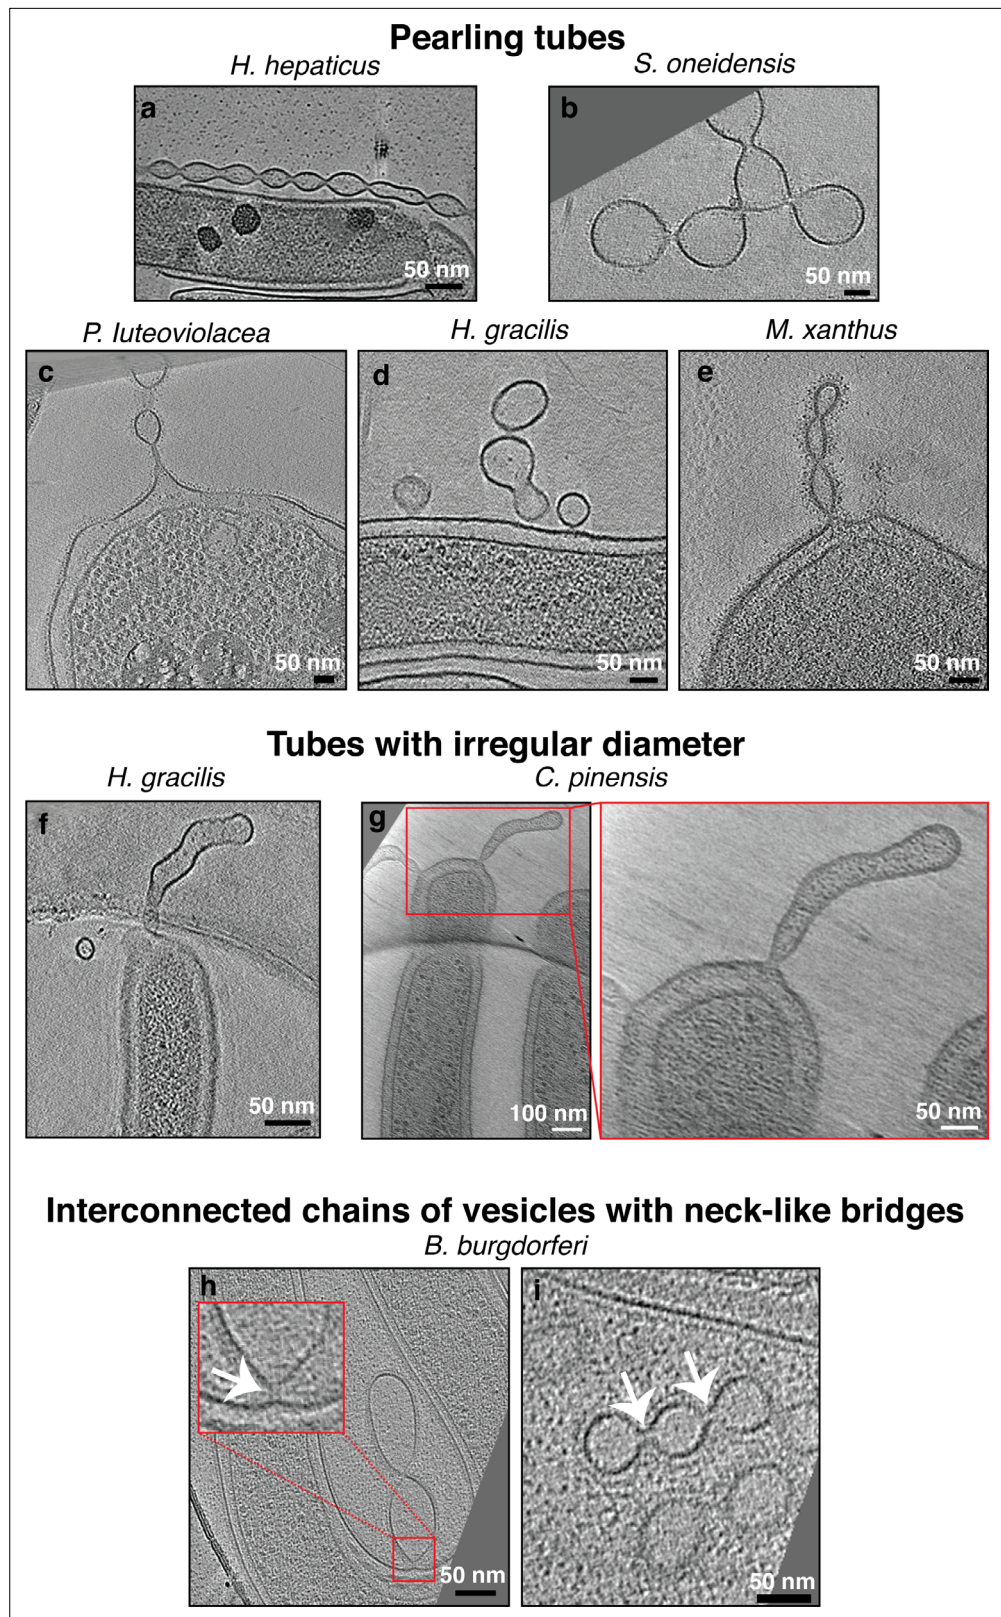 Pearling tubes
H. hepaticus
S. oneidensis
a
50 nm
b
50 nm
P. luteoviolacea
H. gracilis
M. xanthus
c
50 nm
d
50 nm
e
50 nm
Tubes with irregular diameter
H. gracilis
C. pinensis
f
50 nm
g
100 nm
50 nm
Interconnected chains of vesicles with neck-like bridges
B. burgdorferi
h
50 nm
i
50 nm